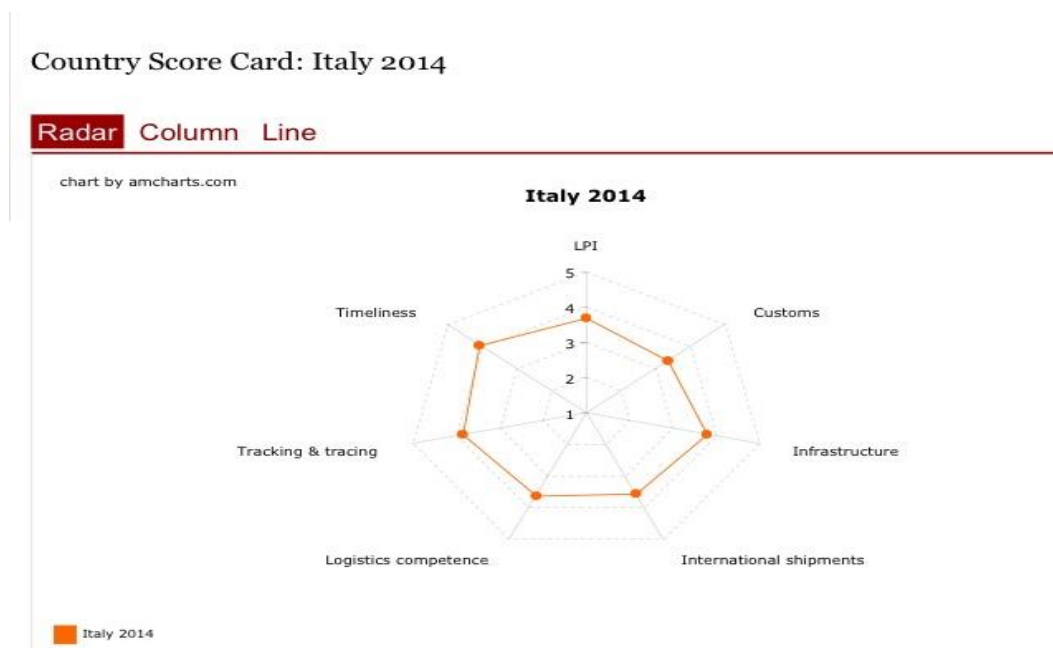 Country Score Card: Italy 2014
Radar Column Line
chart by amcharts.com
Italy 2014
LPI
5
4
3
2
1
Timeliness
Customs
Tracking & tracing
Infrastructure
Logistics competence
International shipments
Italy 2014